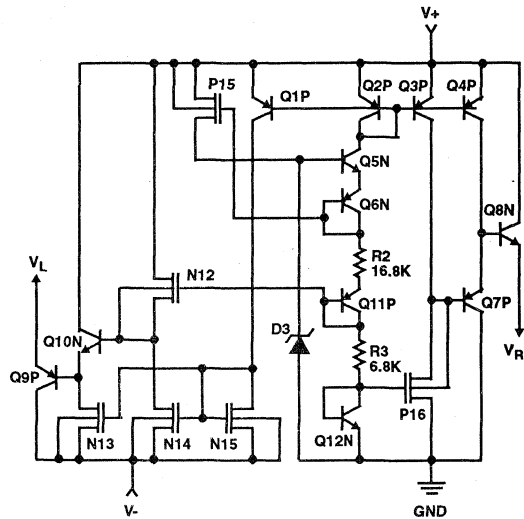 V+
P15
Q1P
Q2P
Q3P
Q4P
Q5N
Q6N
Q8N
R2
16.8K
VL
N12
Q11P
Q7P
Q10N
D3
R3
6.8K
VR
Q9P
P16
N13
N14
N15
Q12N
V-
GND